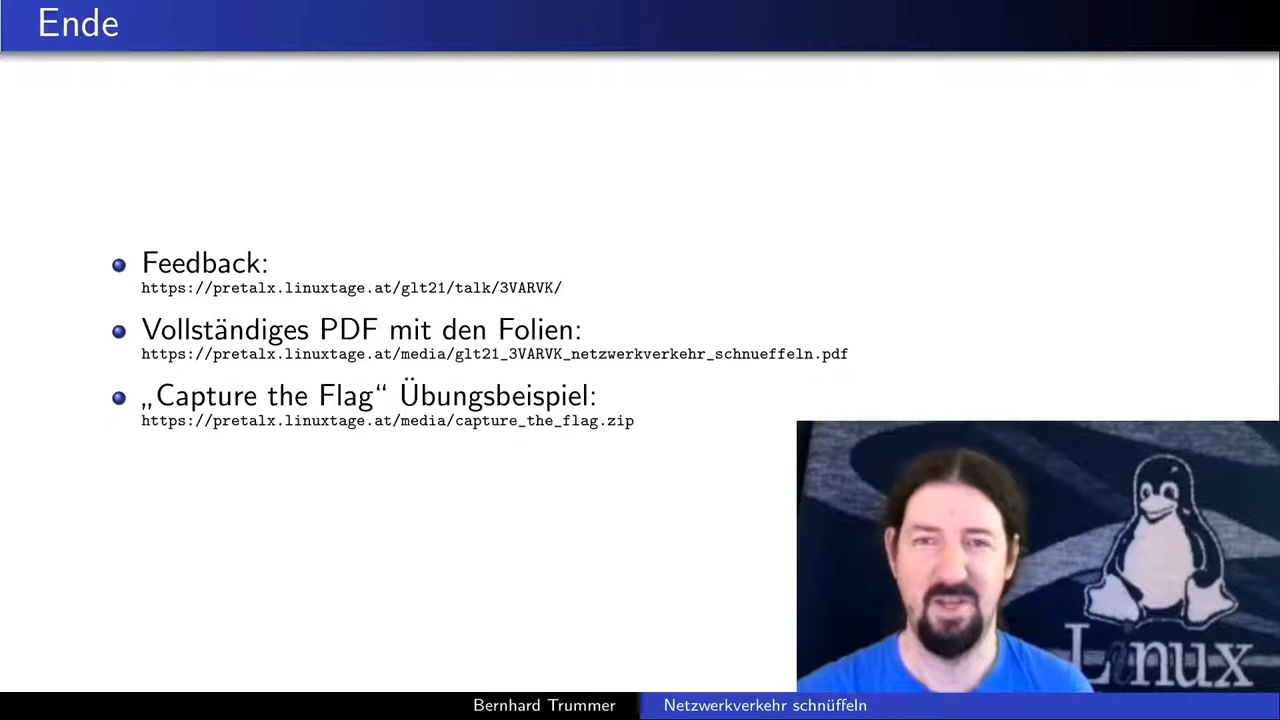 Ende
Feedback:
https://pretalx.linuxtage.at/glt21/talk/3VARVK/
Vollständiges PDF mit den Folien:
https://pretalx.linuxtage.at/media/glt21_3VARVK_netzwerkverkehr_schnueffeln.pdf
„Capture the Flag“ Übungsbeispiel:
https://pretalx.linuxtage.at/media/capture_the_flag.zip
Linux
Bernhard Trummer
Netzwerkverkehr schnüffeln